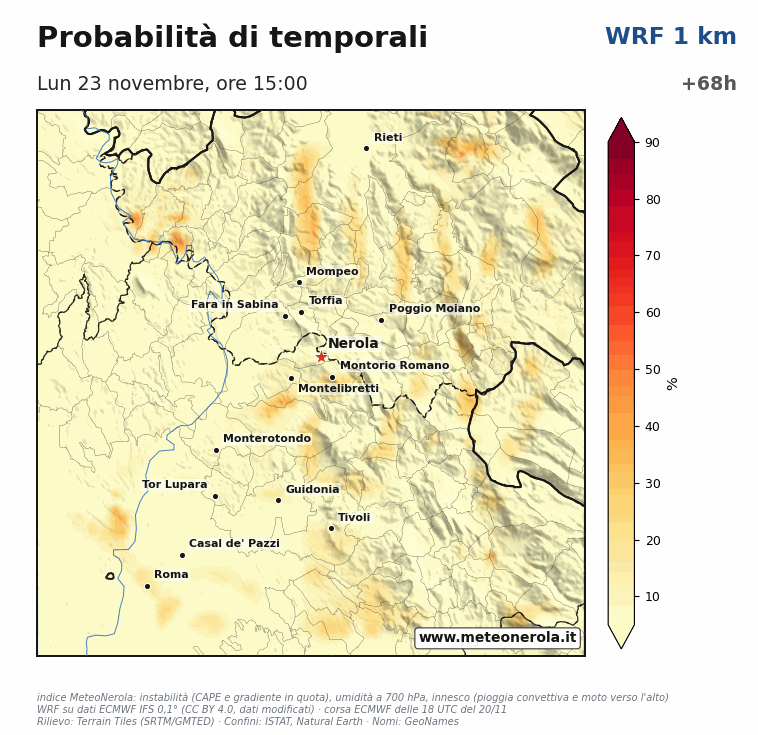 Probabilità di temporali
WRF 1 km
Lun 23 novembre, ore 15:00
+68h
Rieti
Mompeo
Fara in Sabina
Toffia
Poggio Moiano
Nerola
Montorio Romano
Montelibretti
Monterotondo
Tor Lupara
Guidonia
Tivoli
Casal de' Pazzi
Roma
www.meteonerola.it
90
80
70
60
50
40
30
20
10
%
indice MeteoNerola: instabilità (CAPE e gradiente in quota), umidità a 700 hPa, innesco (pioggia convettiva e moto verso l'alto)
WRF su dati ECMWF IFS 0,1° (CC BY 4.0, dati modificati) · corsa ECMWF delle 18 UTC del 20/11
Rilievo: Terrain Tiles (SRTM/GMTED) · Confini: ISTAT, Natural Earth · Nomi: GeoNames